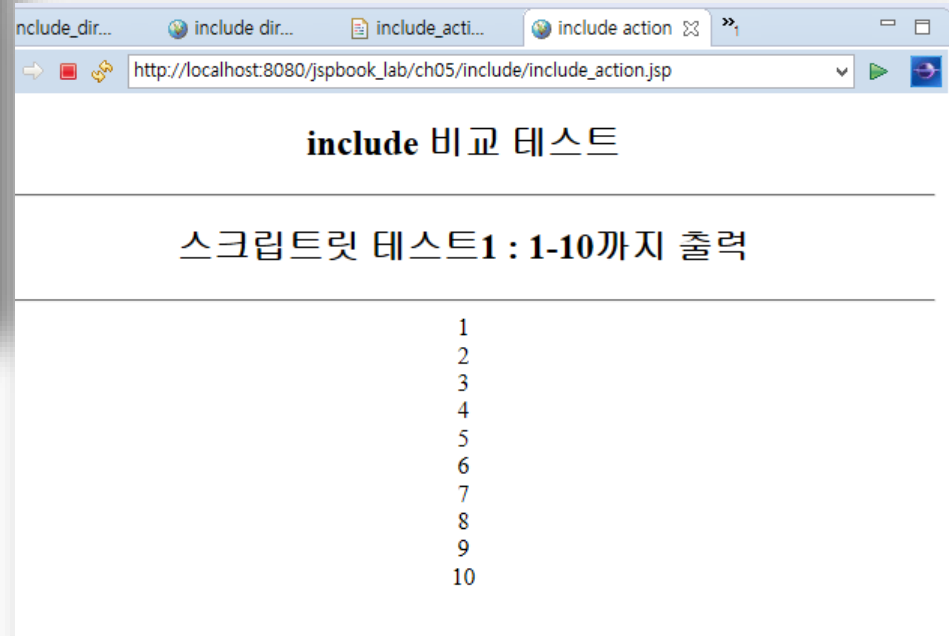 nclude_dir...
include dir...
include_acti...
include action
1
http://localhost:8080/jspbook_lab/ch05/include/include_action.jsp
include 비교 테스트
스크립트릿 테스트1 : 1-10까지 출력
1
2
3
4
5
6
7
8
9
10